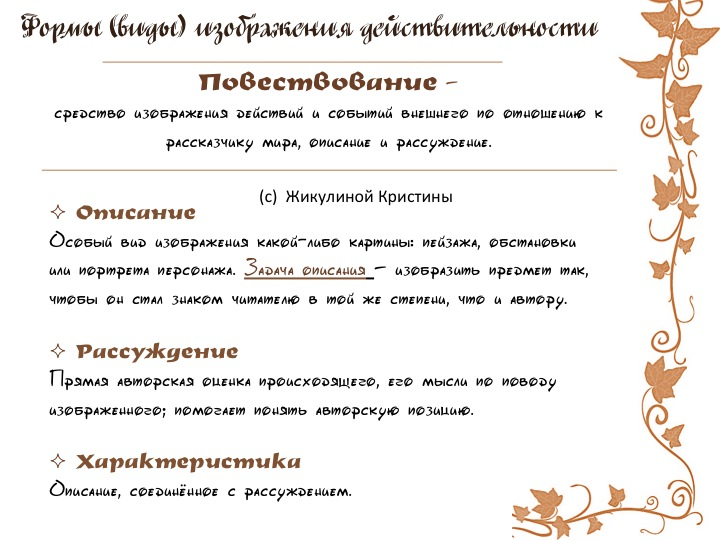 Формы (виды) изображения действительности
Повествование –
средство изображения действий и событий внешнего по отношению к
рассказчику мира, описание и рассуждение.
(с) Жикулиной Кристины
Описание
Особый вид изображения какой-либо картины: пейзажа, обстановки
или портрета персонажа. Задача описания – изобразить предмет так,
чтобы он стал знаком читателю в той же степени, что и автору.
Рассуждение
Прямая авторская оценка происходящего, его мысли по поводу
изображенного; помогает понять авторскую позицию.
Характеристика
Описание, соединённое с рассуждением.